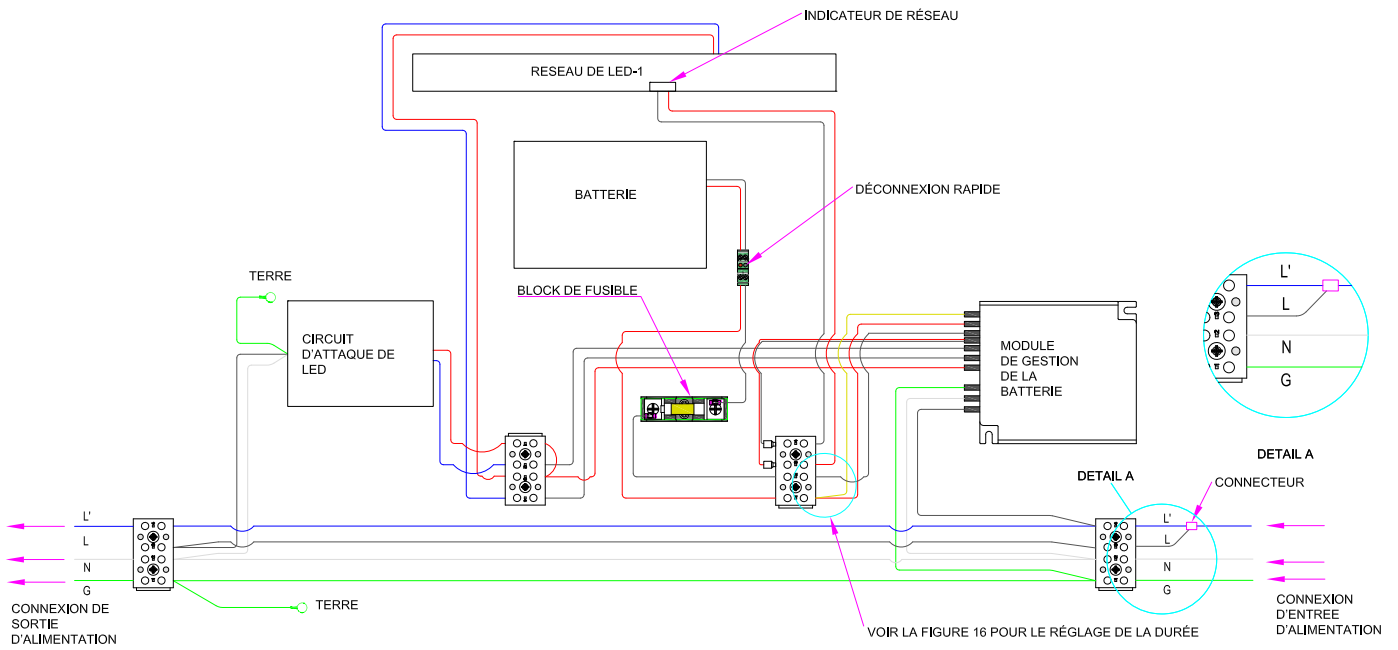 INDICATEUR DE RÉSEAU
RESEAU DE LED-1
BATTERIE
DÉCONNEXION RAPIDE
TERRE
BLOCK DE FUSIBLE
CIRCUIT
D'ATTAQUE DE
LED
MODULE
DE GESTION
DE LA
BATTERIE
L'
L
N
G
DETAIL A
DETAIL A
CONNECTEUR
L'
L
N
G
L'
L
N
G
CONNEXION DE
SORTIE
D'ALIMENTATION
TERRE
VOIR LA FIGURE 16 POUR LE RÉGLAGE DE LA DURÉE
CONNEXION
D'ENTREE
D'ALIMENTATION